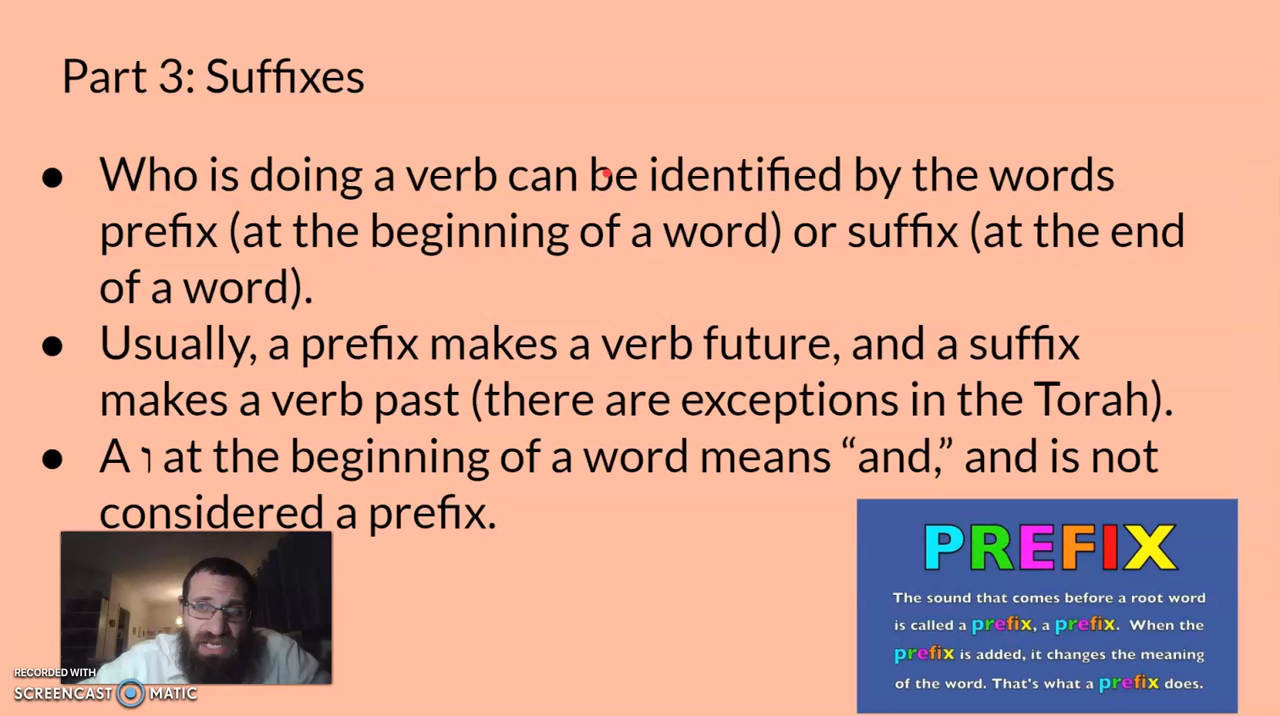 Part 3: Suffixes
● Who is doing a verb can be identified by the words
prefix (at the beginning of a word) or suffix (at the end
of a word).
● Usually, a prefix makes a verb future, and a suffix
makes a verb past (there are exceptions in the Torah).
● A ו at the beginning of a word means “and,” and is not
considered a prefix.
PREFIX
The sound that comes before a root word
is called a prefix, a prefix. When the
prefix is added, it changes the meaning
of the word. That's what a prefix does.
RECORDED WITH
SCREENCAST MATIC